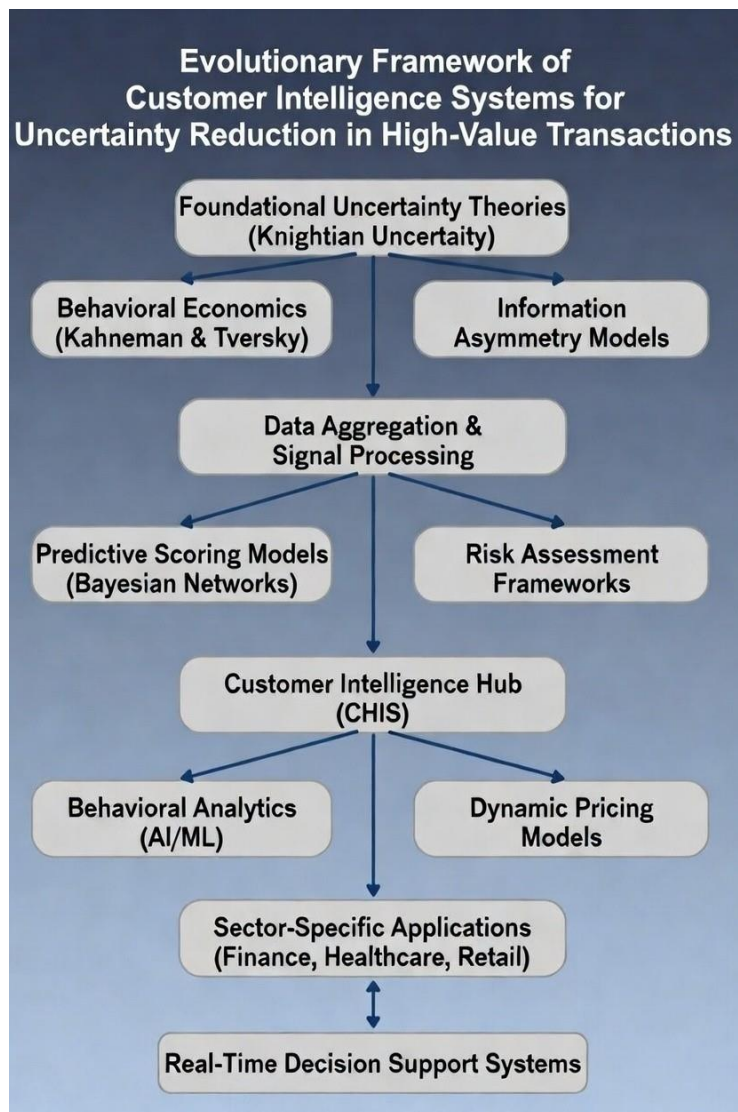 Evolutionary Framework of
Customer Intelligence Systems for
Uncertainty Reduction in High-Value Transactions
Foundational Uncertainty Theories
(Knightian Uncertaity)
Behavioral Economics
(Kahneman & Tversky)
Information
Asymmetry Models
Data Aggregation &
Signal Processing
Predictive Scoring Models
(Bayesian Networks)
Risk Assessment
Frameworks
Customer Intelligence Hub
(CHIS)
Behavioral Analytics
(AI/ML)
Dynamic Pricing
Models
Sector-Specific Applications
(Finance, Healthcare, Retail)
Real-Time Decision Support Systems